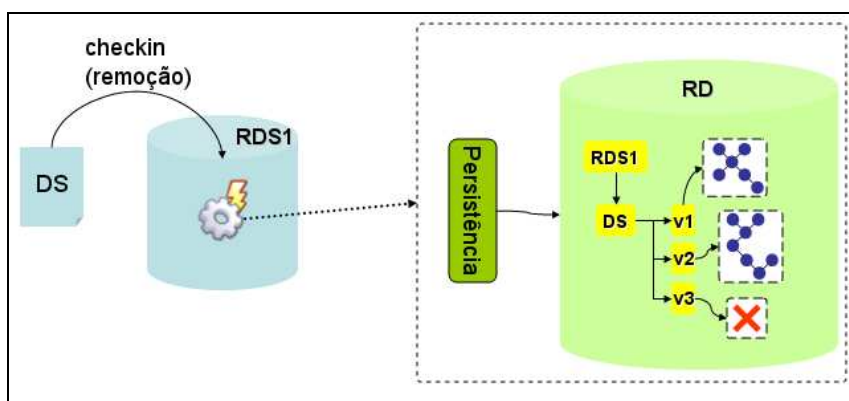 checkin
(remoção)
DS
RDS1
Persistência
RD
RDS1
DS
v1
v2
v3